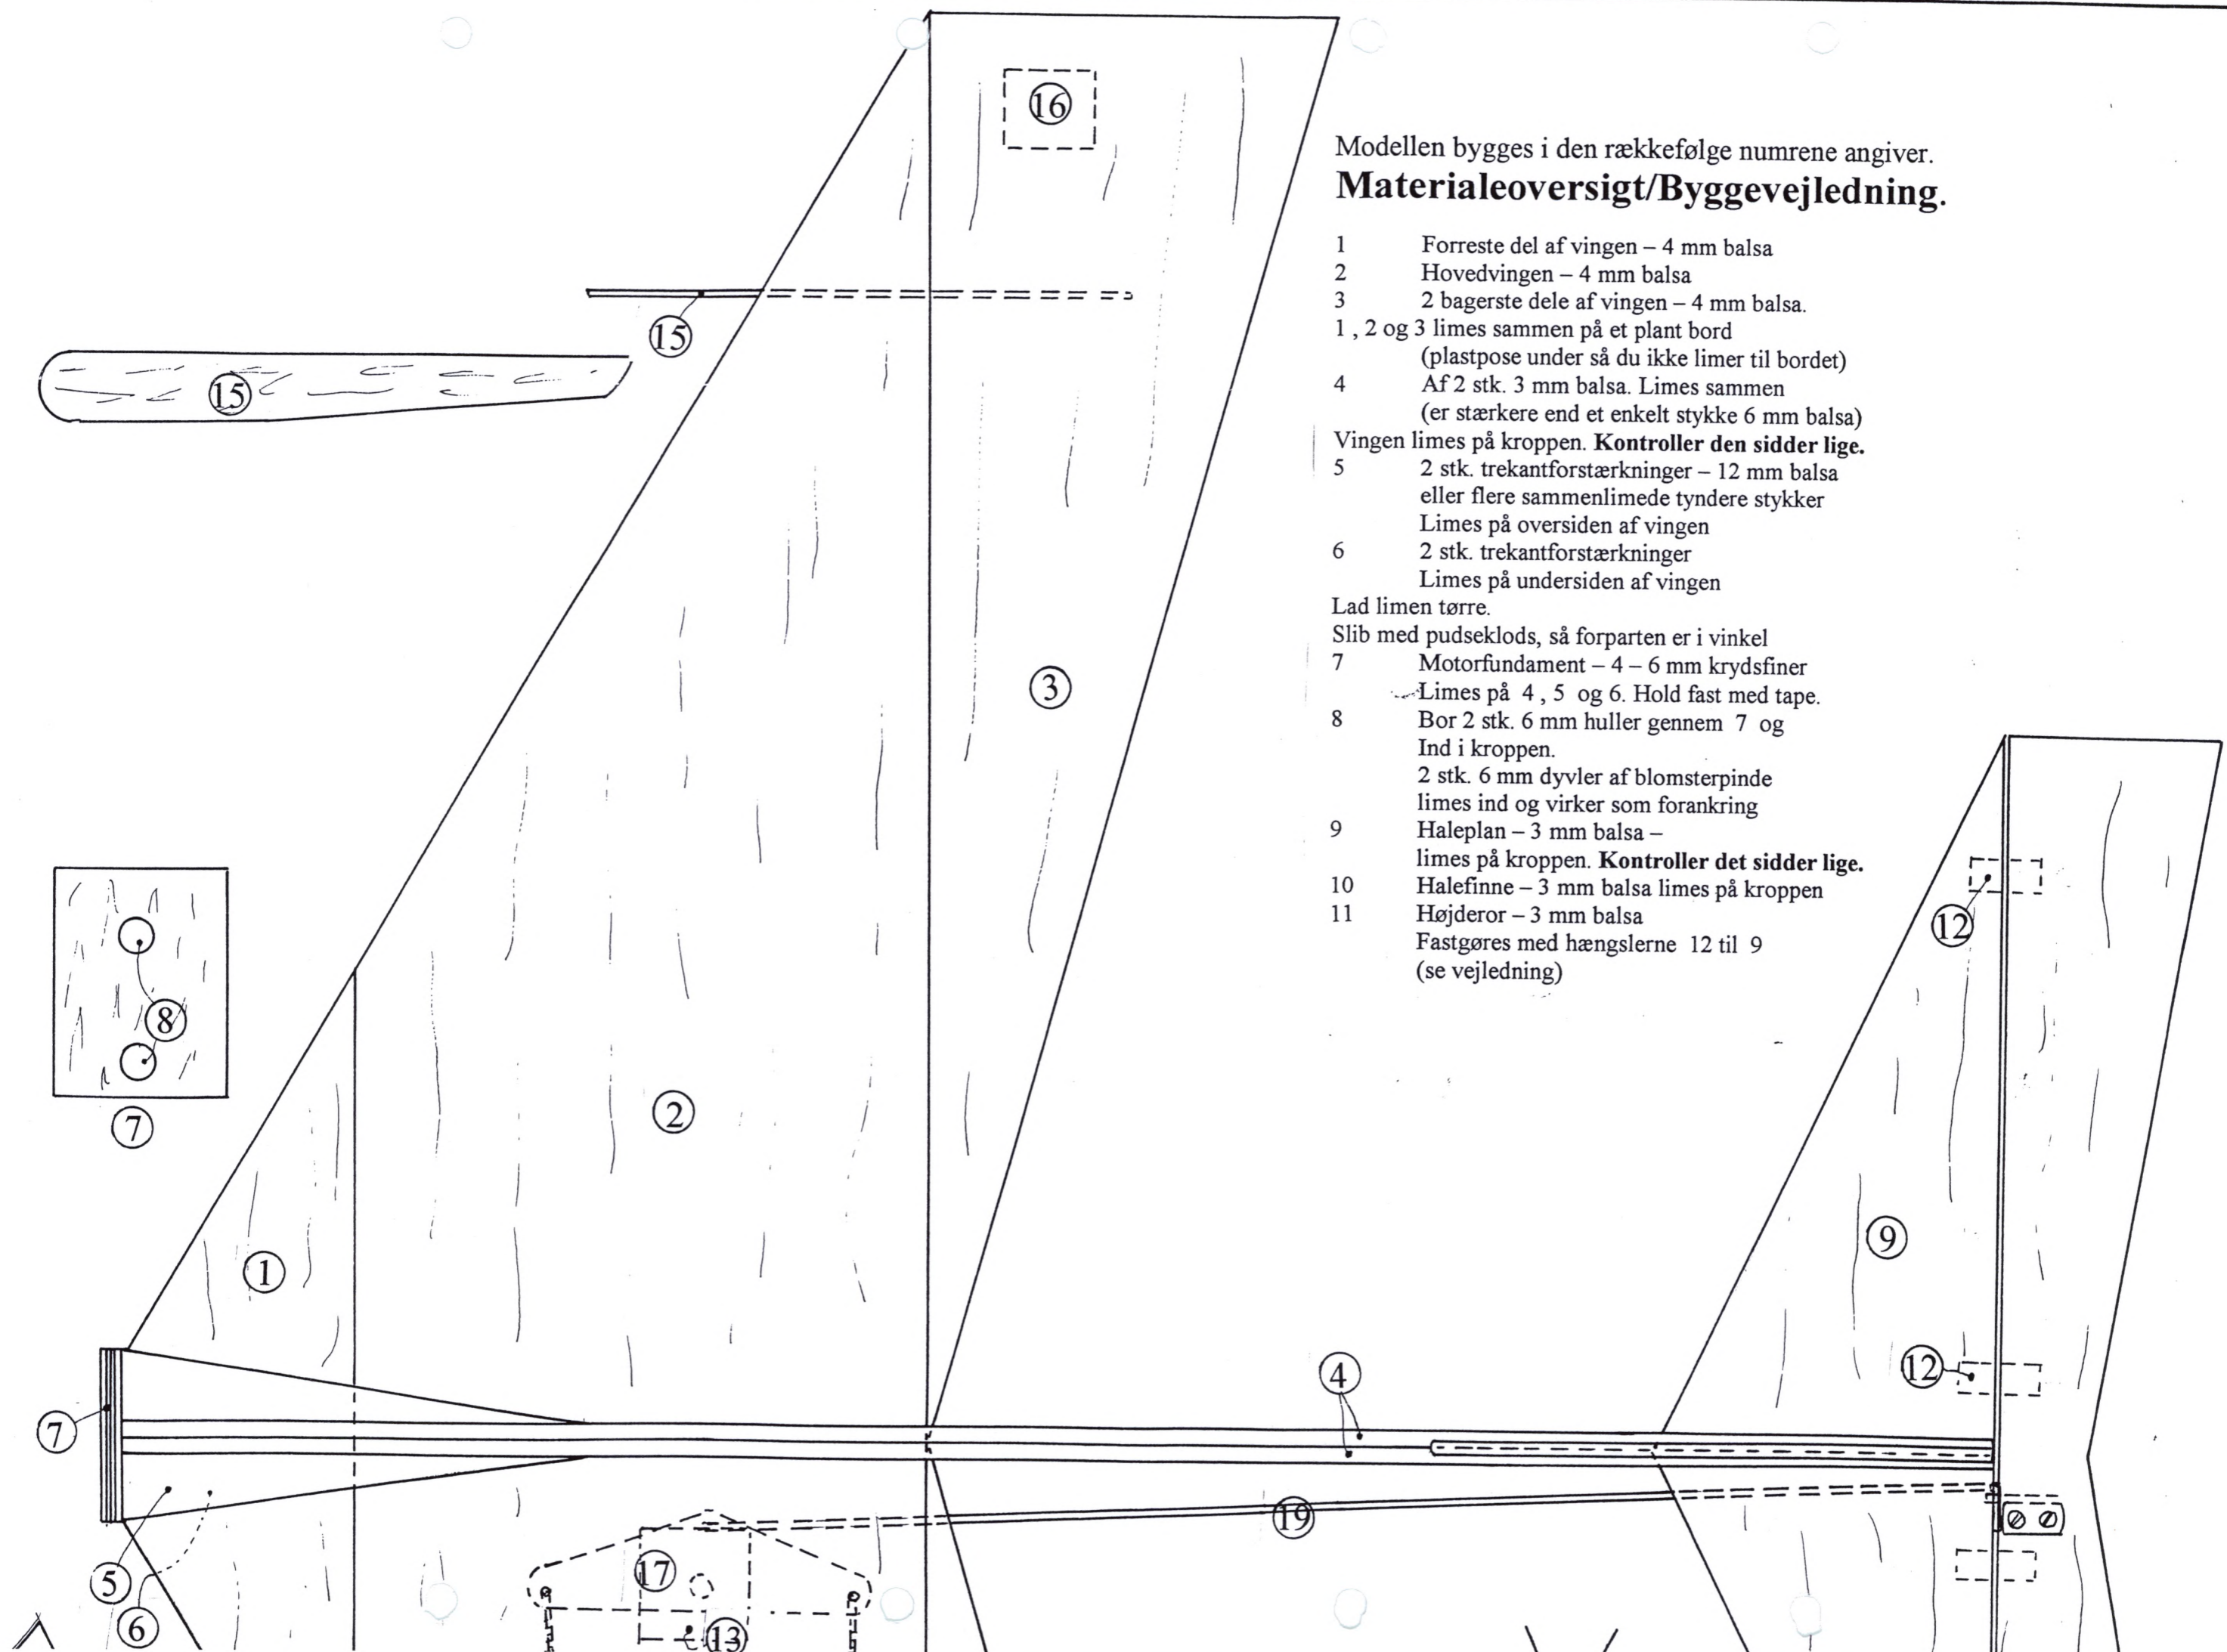 16
Modellen bygges i den rækkefølge numrene angiver.
Materialeoversigt/Byggevejledning.
1 Forreste del af vingen – 4 mm balsa
2 Hovedvingen – 4 mm balsa
3 2 bagerste dele af vingen – 4 mm balsa.
1 , 2 og 3 limes sammen på et plant bord
(plastpose under så du ikke limer til bordet)
4 Af 2 stk. 3 mm balsa. Limes sammen
(er stærkere end et enkelt stykke 6 mm balsa)
Vingen limes på kroppen. Kontroller den sidder lige.
5 2 stk. trekantforstærkninger – 12 mm balsa
eller flere sammenlimede tyndere stykker
Limes på oversiden af vingen
6 2 stk. trekantforstærkninger
Limes på undersiden af vingen
Lad limen tørre.
Slib med pudseklods, så forparten er i vinkel
7 Motorfundament – 4 – 6 mm krydsfiner
Limes på 4 , 5 og 6. Hold fast med tape.
8 Bor 2 stk. 6 mm huller gennem 7 og
Ind i kroppen.
2 stk. 6 mm dyvler af blomsterpinde
limes ind og virker som forankring
9 Haleplan – 3 mm balsa –
limes på kroppen. Kontroller det sidder lige.
10 Halefinne – 3 mm balsa limes på kroppen
11 Højderor – 3 mm balsa
Fastgøres med hængslerne 12 til 9
(se vejledning)
15
15
3
12
8
7
2
9
1
12
4
7
19
5
17
6
13